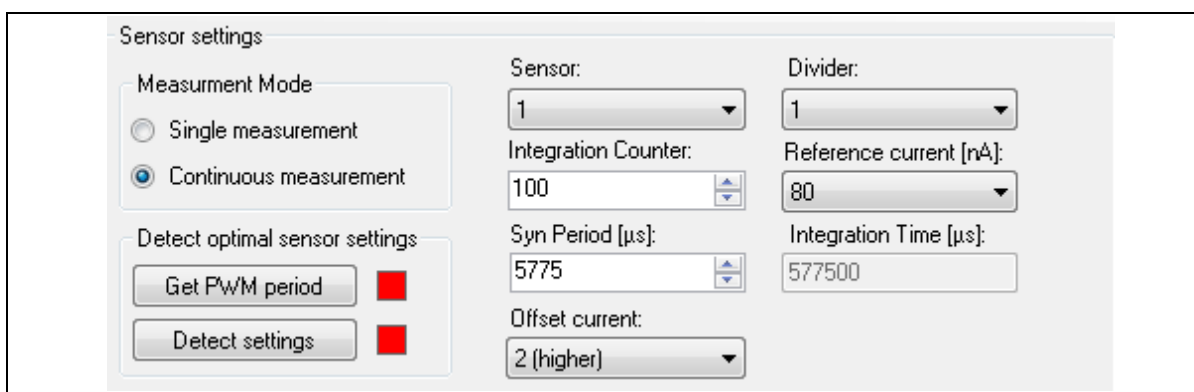 Sensor settings
Measurment Mode
Single measurement
Continuous measurement
Detect optimal sensor settings
Get PWM period
Detect settings
Sensor:
1
Integration Counter:
100
Syn Period [µs]:
5775
Offset current:
2 (higher)
Divider:
1
Reference current [nA]:
80
Integration Time [µs]:
577500